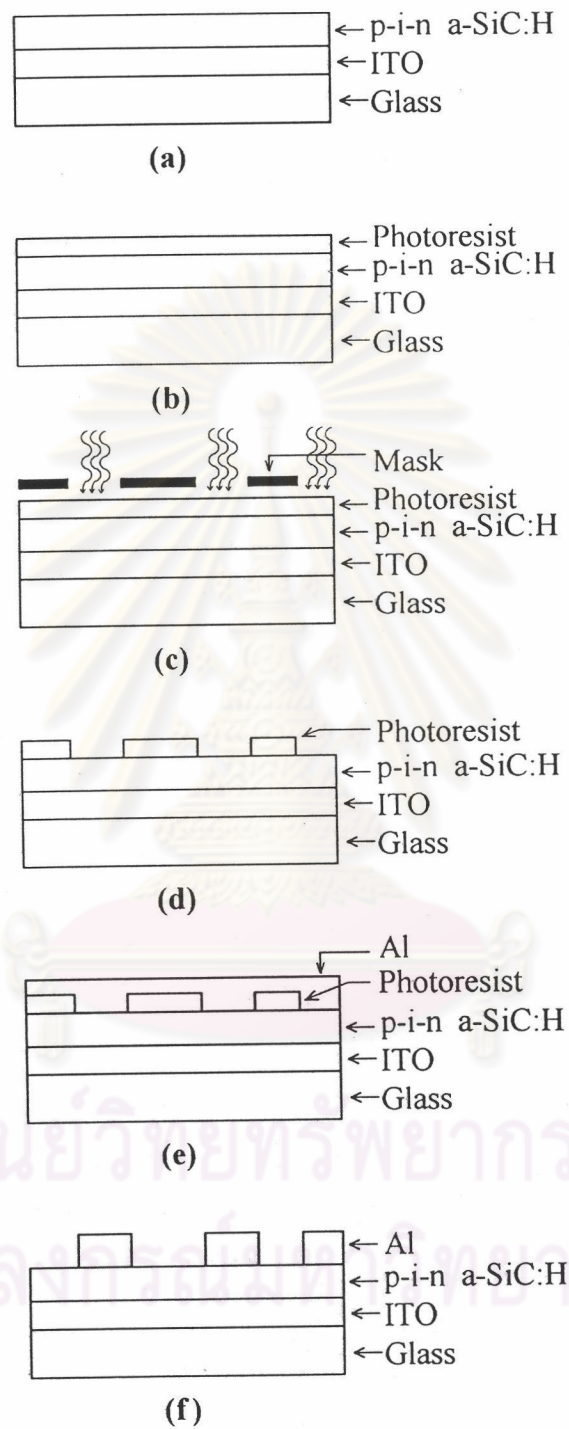 p-i-n a-SiC:H
ITO
Glass
(a)
Photoresist
p-i-n a-SiC:H
ITO
Glass
(b)
Mask
Photoresist
p-i-n a-SiC:H
ITO
Glass
(c)
Photoresist
p-i-n a-SiC:H
ITO
Glass
(d)
Al
Photoresist
p-i-n a-SiC:H
ITO
Glass
(e)
Al
p-i-n a-SiC:H
ITO
Glass
(f)